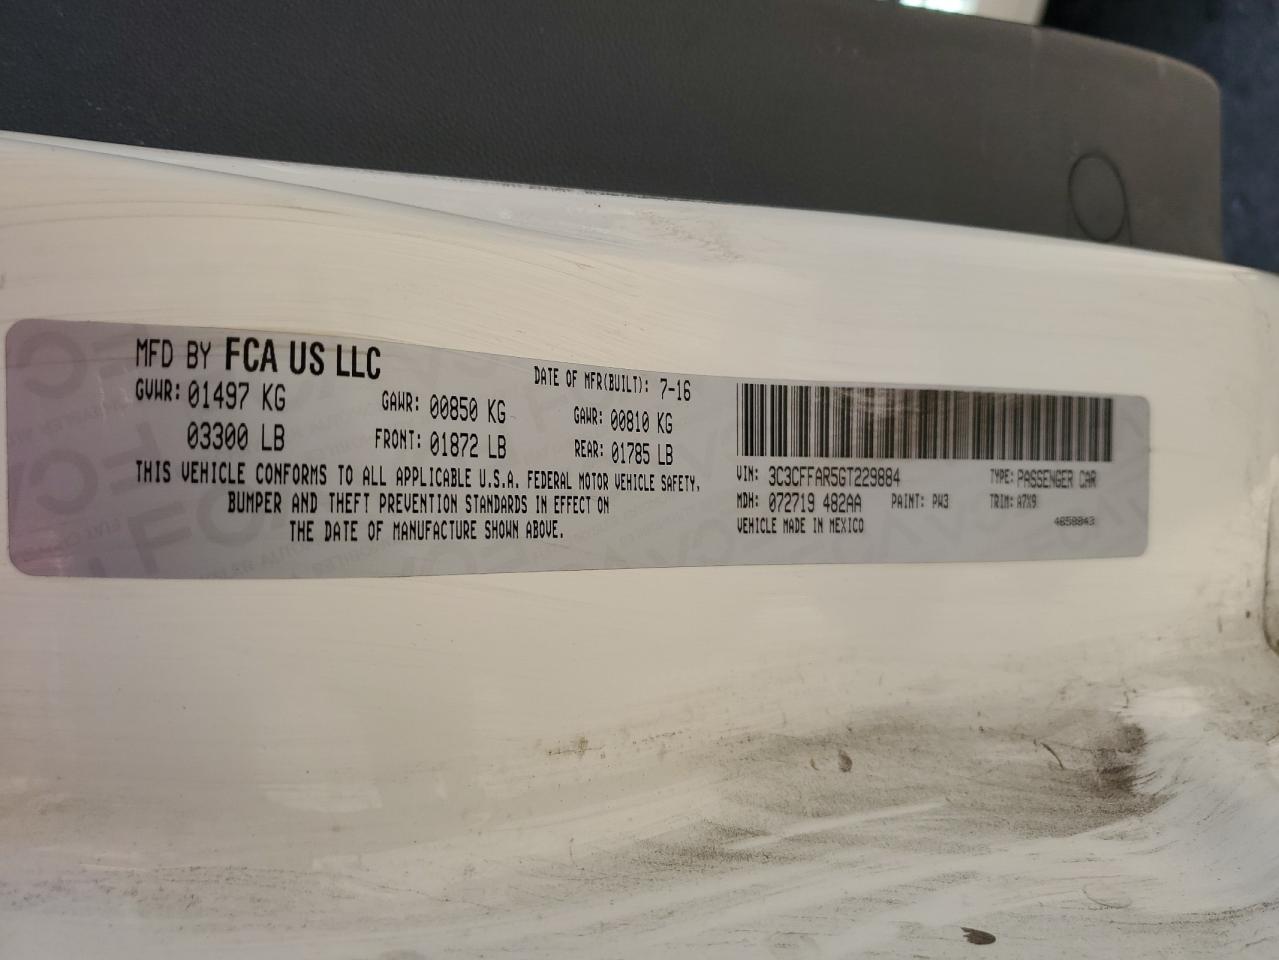 MFD BY FCA US LLC
DATE OF MFR(BUILT): 7-16
GVWR: 01497 KG
GAWR: 00850 KG
GAWR: 00810 KG
03300 LB
FRONT: 01872 LB
REAR: 01785 LB
THIS VEHICLE CONFORMS TO ALL APPLICABLE U.S.A. FEDERAL MOTOR VEHICLE SAFETY,
BUMPER AND THEFT PREVENTION STANDARDS IN EFFECT ON
THE DATE OF MANUFACTURE SHOWN ABOVE.
VIN: 3C3CFFAR5GT229884
TYPE: PASSENGER CAR
MDH: 072719 482AA
PAINT: PW3
TRIM: A7X9
VEHICLE MADE IN MEXICO
4658843